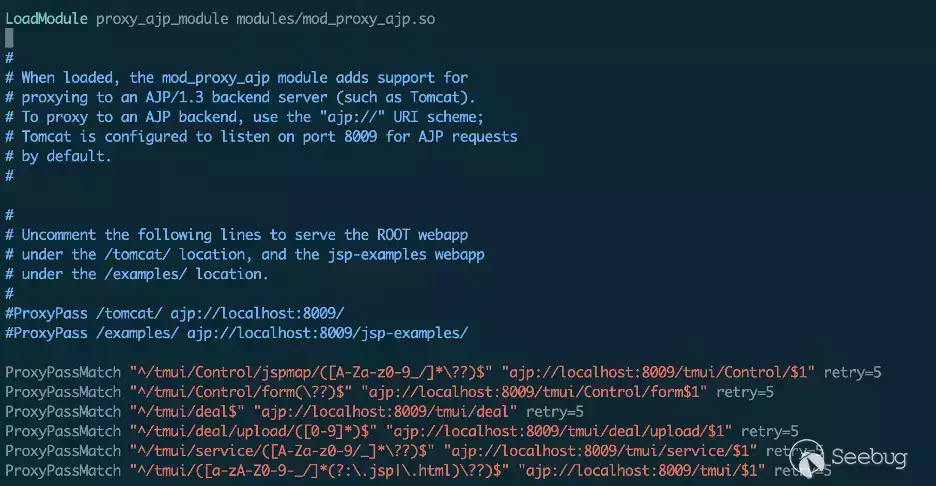 LoadModule proxy_ajp_module modules/mod_proxy_ajp.so
#
# When loaded, the mod_proxy_ajp module adds support for
# proxying to an AJP/1.3 backend server (such as Tomcat).
# To proxy to an AJP backend, use the "ajp://" URI scheme;
# Tomcat is configured to listen on port 8009 for AJP requests
# by default.
#
#
# Uncomment the following lines to serve the ROOT webapp
# under the /tomcat/ location, and the jsp-examples webapp
# under the /examples/ location.
#
#ProxyPass /tomcat/ ajp://localhost:8009/
#ProxyPass /examples/ ajp://localhost:8009/jsp-examples/
ProxyPassMatch "^/tmui/Control/jspmap/([A-Za-z0-9_/]*\??)$" "ajp://localhost:8009/tmui/Control/$1" retry=5
ProxyPassMatch "^/tmui/Control/form(\??)$" "ajp://localhost:8009/tmui/Control/form$1" retry=5
ProxyPassMatch "^/tmui/deal$" "ajp://localhost:8009/tmui/deal" retry=5
ProxyPassMatch "^/tmui/deal/upload/([0-9]*)$" "ajp://localhost:8009/tmui/deal/upload/$1" retry=5
ProxyPassMatch "^/tmui/service/([A-Za-z0-9_/]*\??)$" "ajp://localhost:8009/tmui/service/$1" retry=5
ProxyPassMatch "^/tmui/([a-zA-Z0-9-_/]*(?:\.jsp|\.html)\??)$" "ajp://localhost:8009/tmui/$1" retry=5
Seebug